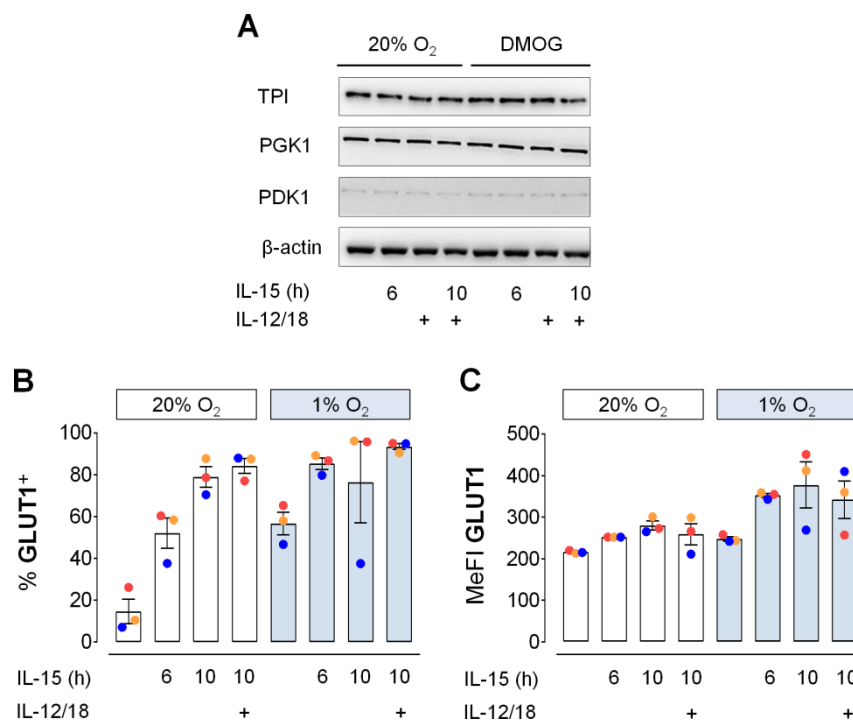 A
20% O₂ DMOG
TPI
PGK1
PDK1
β-actin
IL-15 (h) 6 10 6 10
IL-12/18 + + + +
B
20% O₂ 1% O₂
% GLUT1⁺
100
80
60
40
20
0
IL-15 (h) 6 10 10 6 10 10
IL-12/18 + +
C
20% O₂ 1% O₂
MeFI GLUT1
500
400
300
200
100
0
IL-15 (h) 6 10 10 6 10 10
IL-12/18 + +